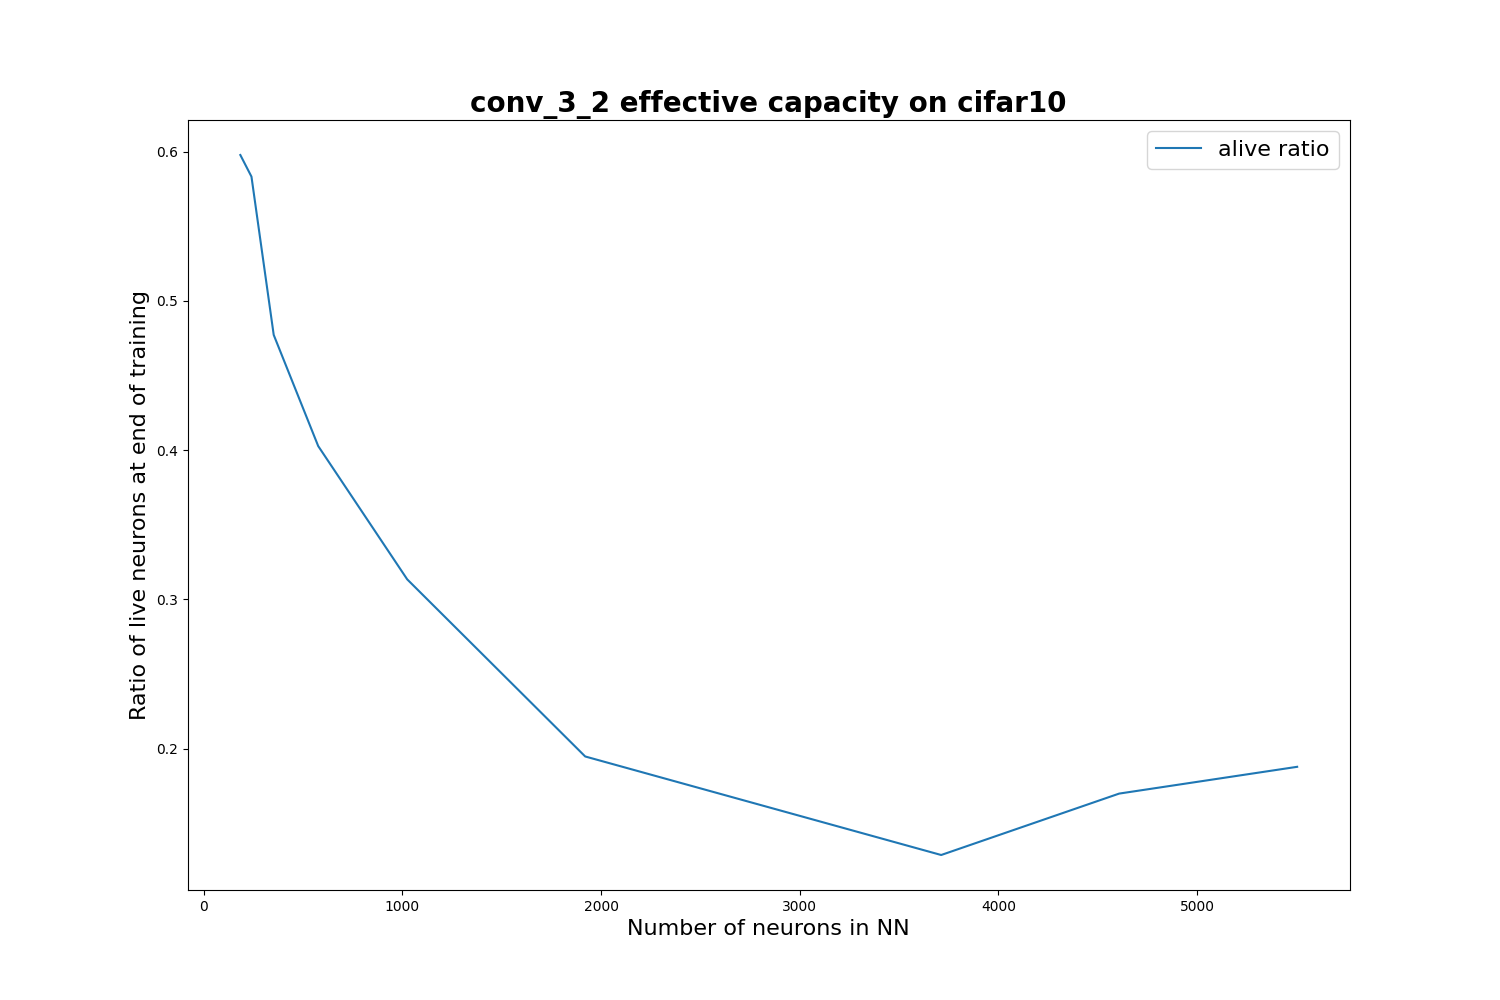 conv_3_2 effective capacity on cifar10
alive ratio
0.6
0.5
0.4
0.3
0.2
Ratio of live neurons at end of training
0
1000
2000
3000
4000
5000
Number of neurons in NN